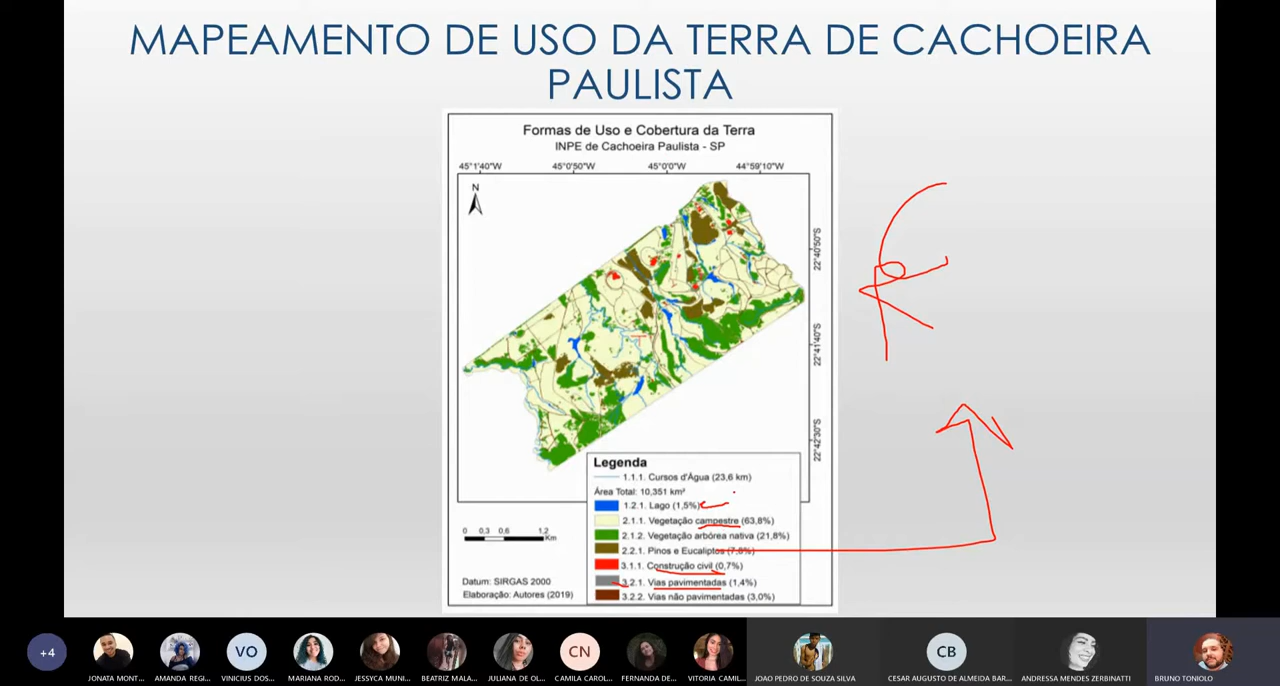 MAPEAMENTO DE USO DA TERRA DE CACHOEIRA
PAULISTA
Formas de Uso e Cobertura da Terra
INPE de Cachoeira Paulista - SP
45°1'40"W 45°0'50"W 45°0'0"W 44°59'10"W
N
22°40'50"S
22°41'40"S
22°42'30"S
Legenda
1.1.1. Cursos d'Água (23,6 km)
Área Total: 10,351 km²
1.2.1. Lago (1,5%)
2.1.1. Vegetação campestre (63,8%)
2.1.2. Vegetação arbórea nativa (21,8%)
2.2.1. Pinos e Eucaliptos (7,8%)
3.1.1. Construção civil (0,7%)
3.2.1. Vias pavimentadas (1,4%)
3.2.2. Vias não pavimentadas (3,0%)
0 0,3 0,6 1,2
Km
Datum: SIRGAS 2000
Elaboração: Autores (2019)
+4 VO CN CB
JONATA MONT... AMANDA REGI... VINICIUS DOS... MARIANA ROD... JESSYCA MUNI... BEATRIZ MALA... JULIANA DE OL... CAMILA CAROL... FERNANDA DE... VITORIA CAMIL... JOAO PEDRO DE SOUZA SILVA CESAR AUGUSTO DE ALMEIDA BAR... ANDRESSA MENDES ZERBINATTI BRUNO TONIOLO